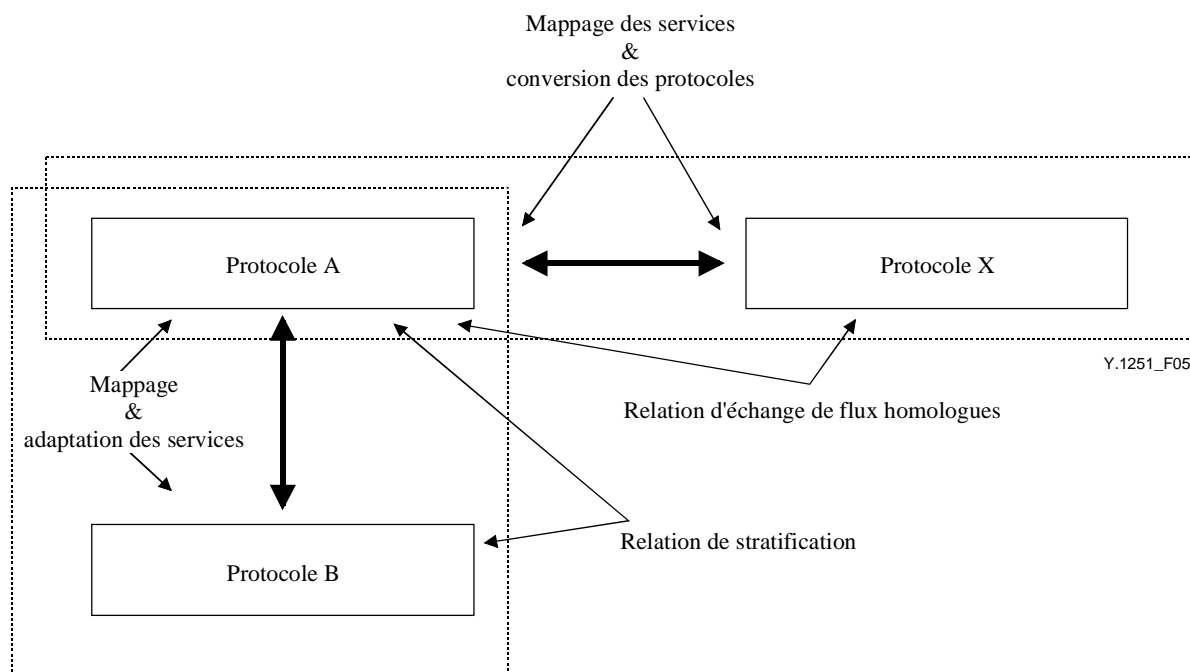 Mappage des services
&
conversion des protocoles
Protocole A
Protocole X
Y.1251_F05
Mappage
&
adaptation des services
Relation d'échange de flux homologues
Relation de stratification
Protocole B